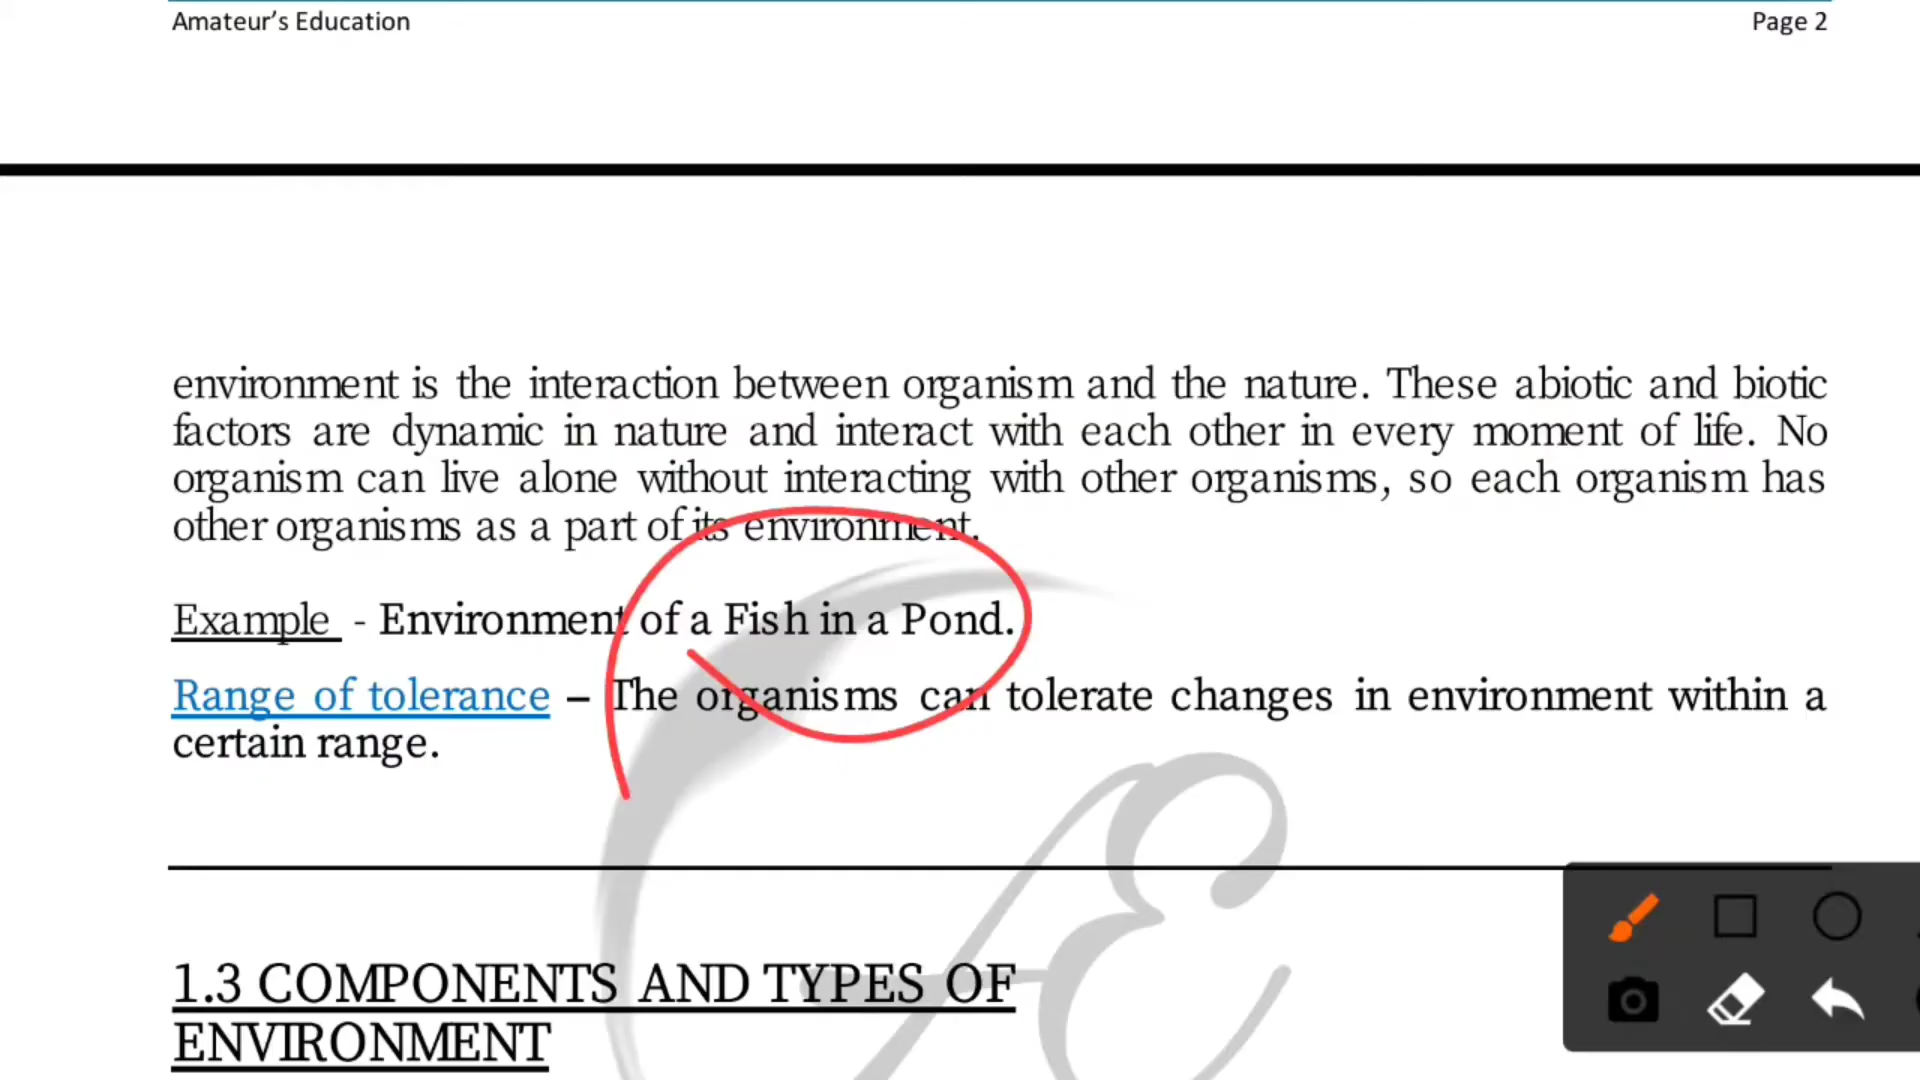 Amateur’s Education Page 2
environment is the interaction between organism and the nature. These abiotic and biotic
factors are dynamic in nature and interact with each other in every moment of life. No
organism can live alone without interacting with other organisms, so each organism has
other organisms as a part of its environment.
Example - Environment of a Fish in a Pond.
Range of tolerance – The organisms can tolerate changes in environment within a
certain range.
1.3 COMPONENTS AND TYPES OF
ENVIRONMENT
Æ